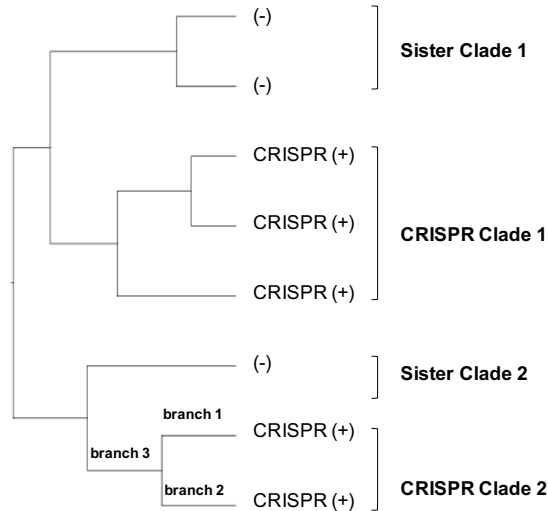 (-)
Sister Clade 1
(-)
CRISPR (+)
CRISPR (+)
CRISPR Clade 1
CRISPR (+)
(-)
Sister Clade 2
branch 1
CRISPR (+)
branch 3
branch 2
CRISPR Clade 2
CRISPR (+)